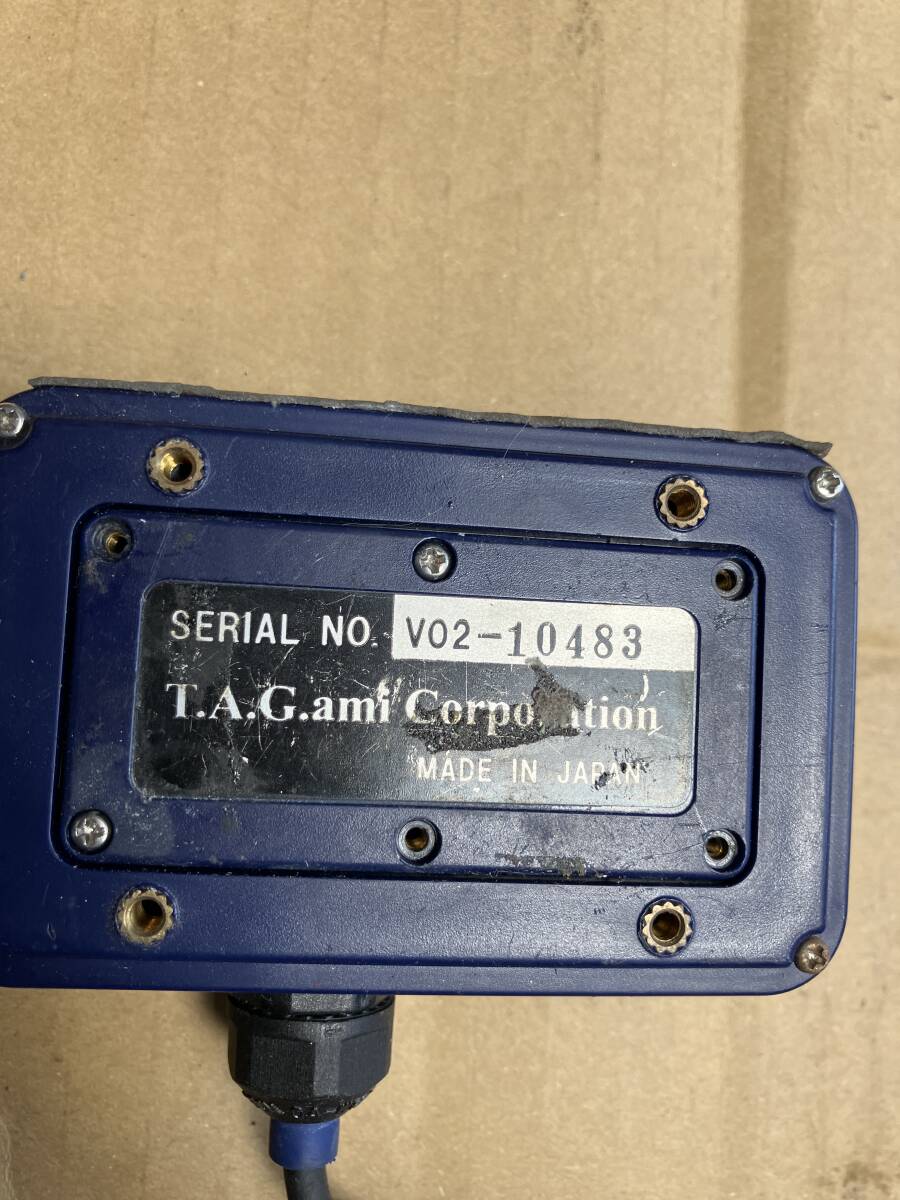 SERIAL NO. V02-10483
T.A.G.ami Corporation
MADE IN JAPAN